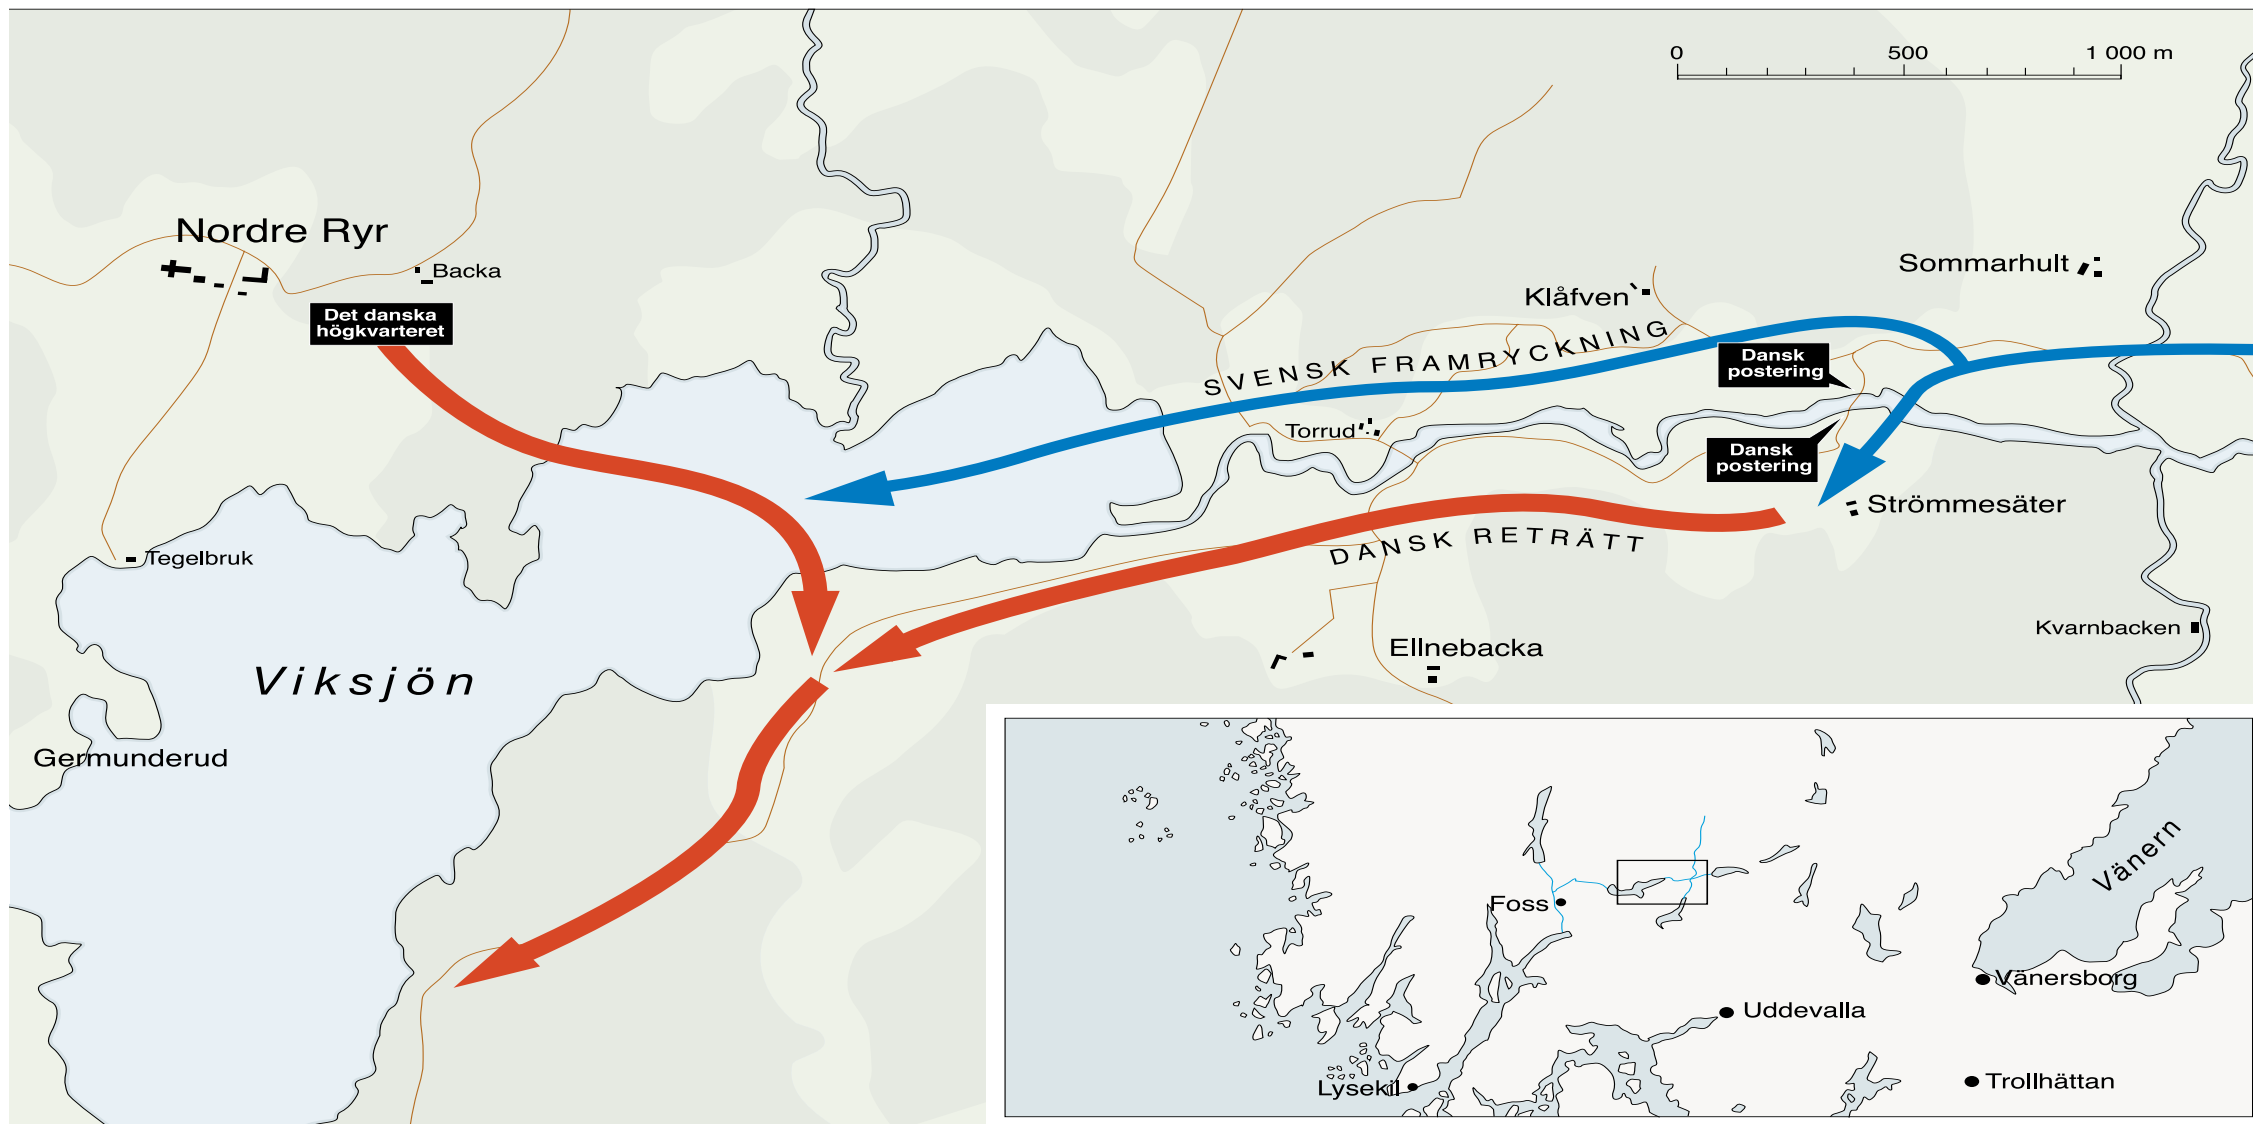 0 500 1 000 m
Nordre Ryr
Backa
Det danska
högkvarteret
Sommarhult
Klåfven
SVENSK FRAMRYCKNING
Dansk
postering
Torrud
Dansk
postering
Strömmesäter
DANSK RETRÄTT
Tegelbruk
Kvarnbacken
Ellnebacka
Viksjön
Germunderud
Vänern
Foss
Vänersborg
Uddevalla
Lysekil
Trollhättan